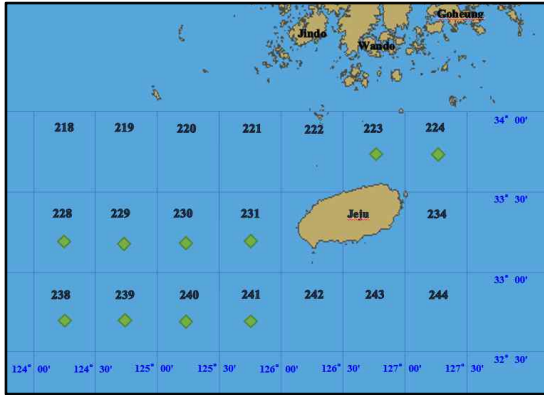 Goheung
Jindo
Wando
34° 00'
218 219 220 221 222 223 224
33° 30'
228 229 230 231 Jeju 234
33° 00'
238 239 240 241 242 243 244
32° 30'
124° 00' 124° 30' 125° 00' 125° 30' 126° 00' 126° 30' 127° 00' 127° 30'